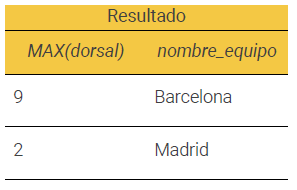 Resultado
MAX(dorsal) nombre_equipo
9 Barcelona
2 Madrid